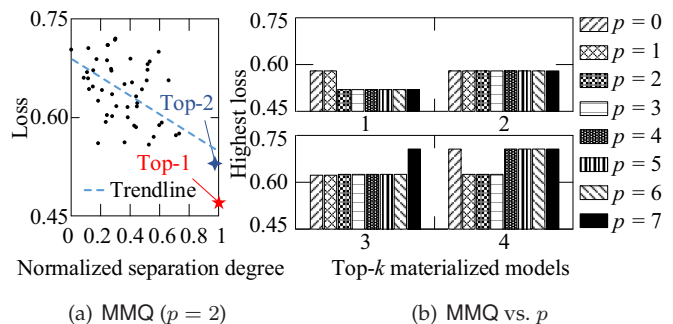 0.75
0.60
0.45
Loss
Top-2
Top-1
Trendline
0 0.2 0.4 0.6 0.8 1
Normalized separation degree
(a) MMQ (p = 2)
Highest loss
0.75
0.60
0.45
1 2
0.75
0.60
0.45
3 4
Top-k materialized models
p = 0
p = 1
p = 2
p = 3
p = 4
p = 5
p = 6
p = 7
(b) MMQ vs. p